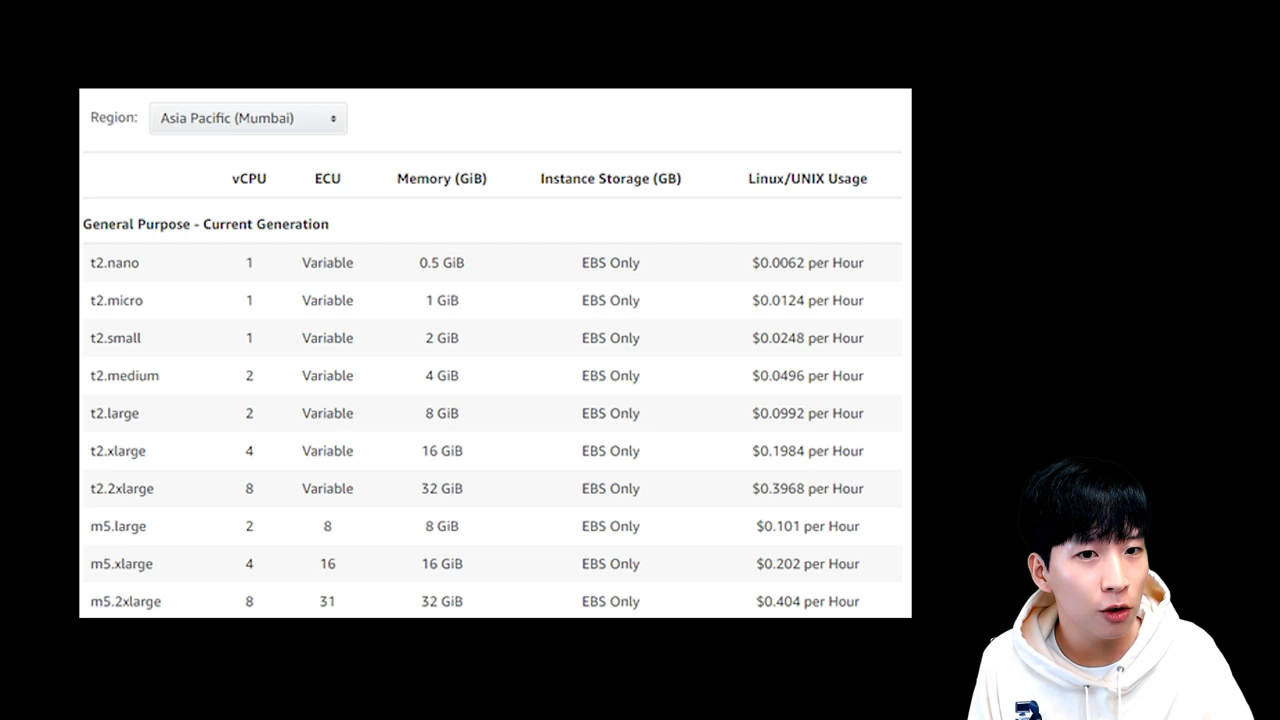 Region: Asia Pacific (Mumbai)
vCPU ECU Memory (GiB) Instance Storage (GB) Linux/UNIX Usage
General Purpose - Current Generation
t2.nano 1 Variable 0.5 GiB EBS Only $0.0062 per Hour
t2.micro 1 Variable 1 GiB EBS Only $0.0124 per Hour
t2.small 1 Variable 2 GiB EBS Only $0.0248 per Hour
t2.medium 2 Variable 4 GiB EBS Only $0.0496 per Hour
t2.large 2 Variable 8 GiB EBS Only $0.0992 per Hour
t2.xlarge 4 Variable 16 GiB EBS Only $0.1984 per Hour
t2.2xlarge 8 Variable 32 GiB EBS Only $0.3968 per Hour
m5.large 2 8 8 GiB EBS Only $0.101 per Hour
m5.xlarge 4 16 16 GiB EBS Only $0.202 per Hour
m5.2xlarge 8 31 32 GiB EBS Only $0.404 per Hour